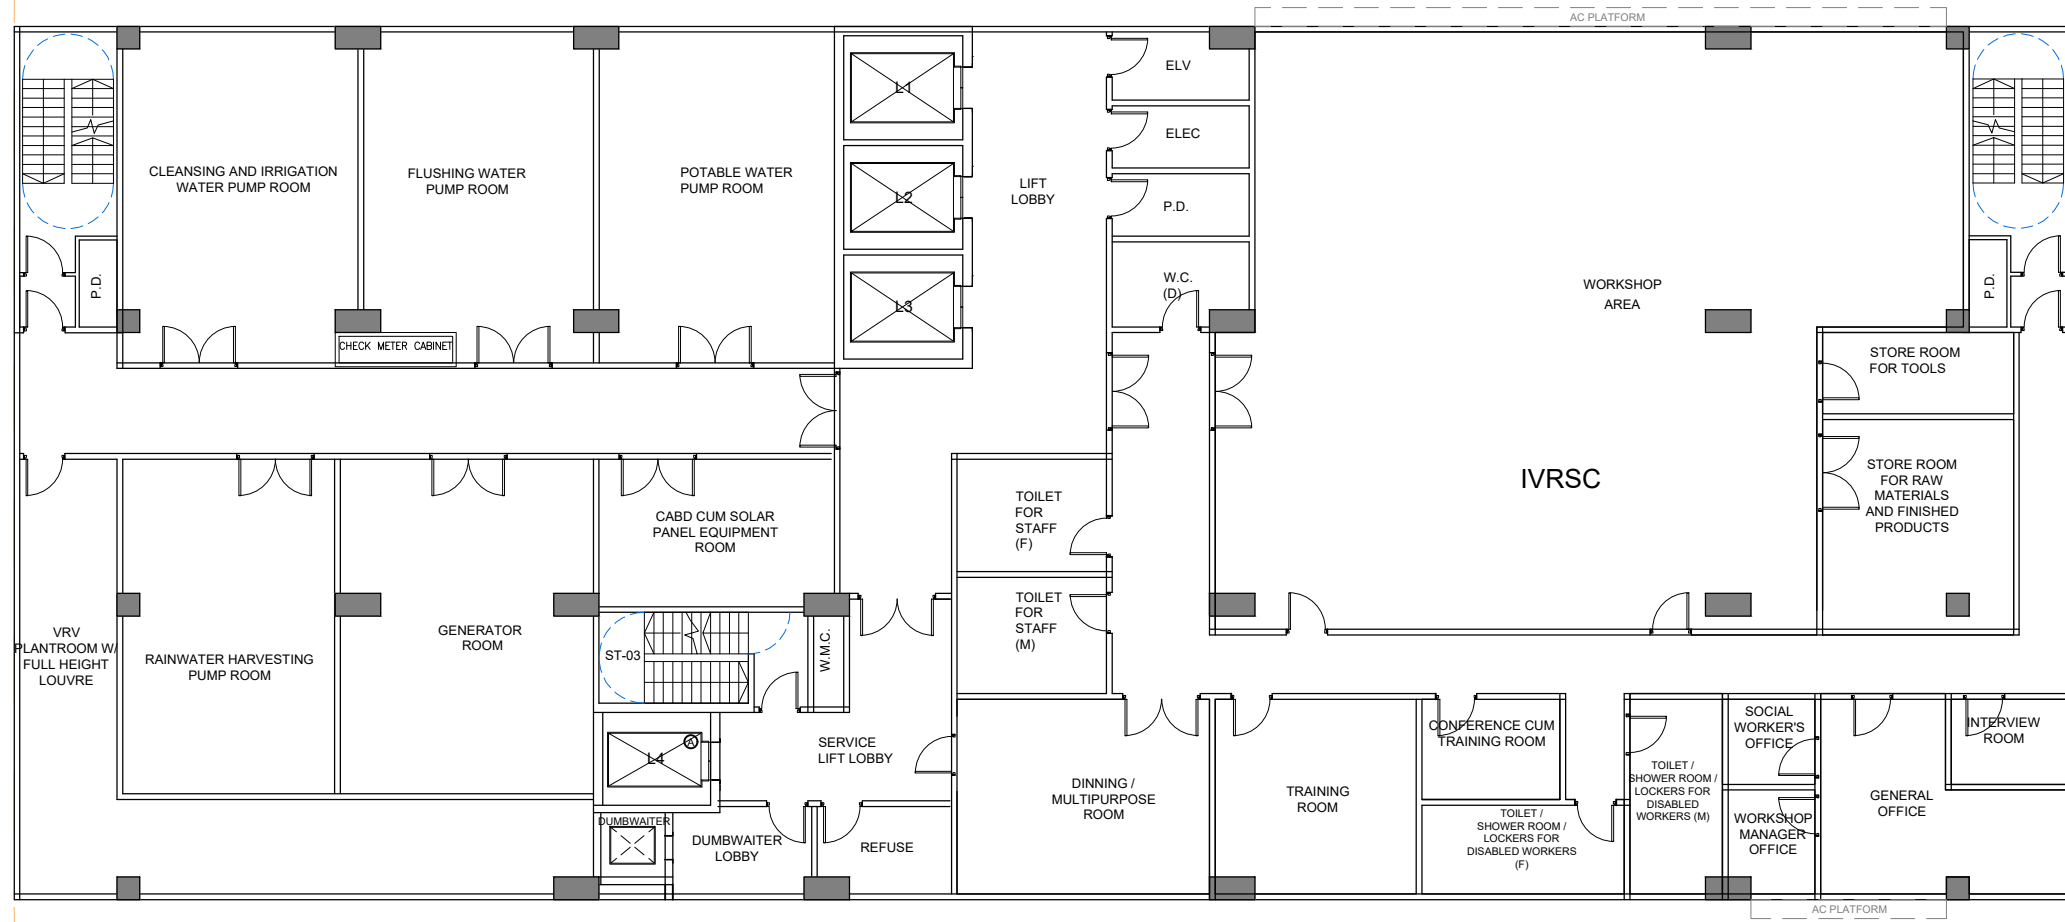 AC PLATFORM
ELV
ELEC
P.D.
W.C.
(D)
L1
L2
L3
LIFT
LOBBY
CLEANSING AND IRRIGATION
WATER PUMP ROOM
FLUSHING WATER
PUMP ROOM
POTABLE WATER
PUMP ROOM
P.D.
CHECK METER CABINET
WORKSHOP
AREA
P.D.
STORE ROOM
FOR TOOLS
IVRSC
STORE ROOM
FOR RAW
MATERIALS
AND FINISHED
PRODUCTS
TOILET
FOR
STAFF
(F)
TOILET
FOR
STAFF
(M)
CABD CUM SOLAR
PANEL EQUIPMENT
ROOM
VRV
PLANTROOM W/
FULL HEIGHT
LOUVRE
RAINWATER HARVESTING
PUMP ROOM
GENERATOR
ROOM
ST-03
W.M.C.
L4
A
SERVICE
LIFT LOBBY
DUMBWAITER
DUMBWAITER
LOBBY
REFUSE
DINNING /
MULTIPURPOSE
ROOM
TRAINING
ROOM
CONFERENCE CUM
TRAINING ROOM
TOILET /
SHOWER ROOM /
LOCKERS FOR
DISABLED WORKERS
(F)
TOILET /
SHOWER ROOM /
LOCKERS FOR
DISABLED
WORKERS (M)
SOCIAL
WORKER'S
OFFICE
WORKSHOP
MANAGER
OFFICE
GENERAL
OFFICE
INTERVIEW
ROOM
AC PLATFORM